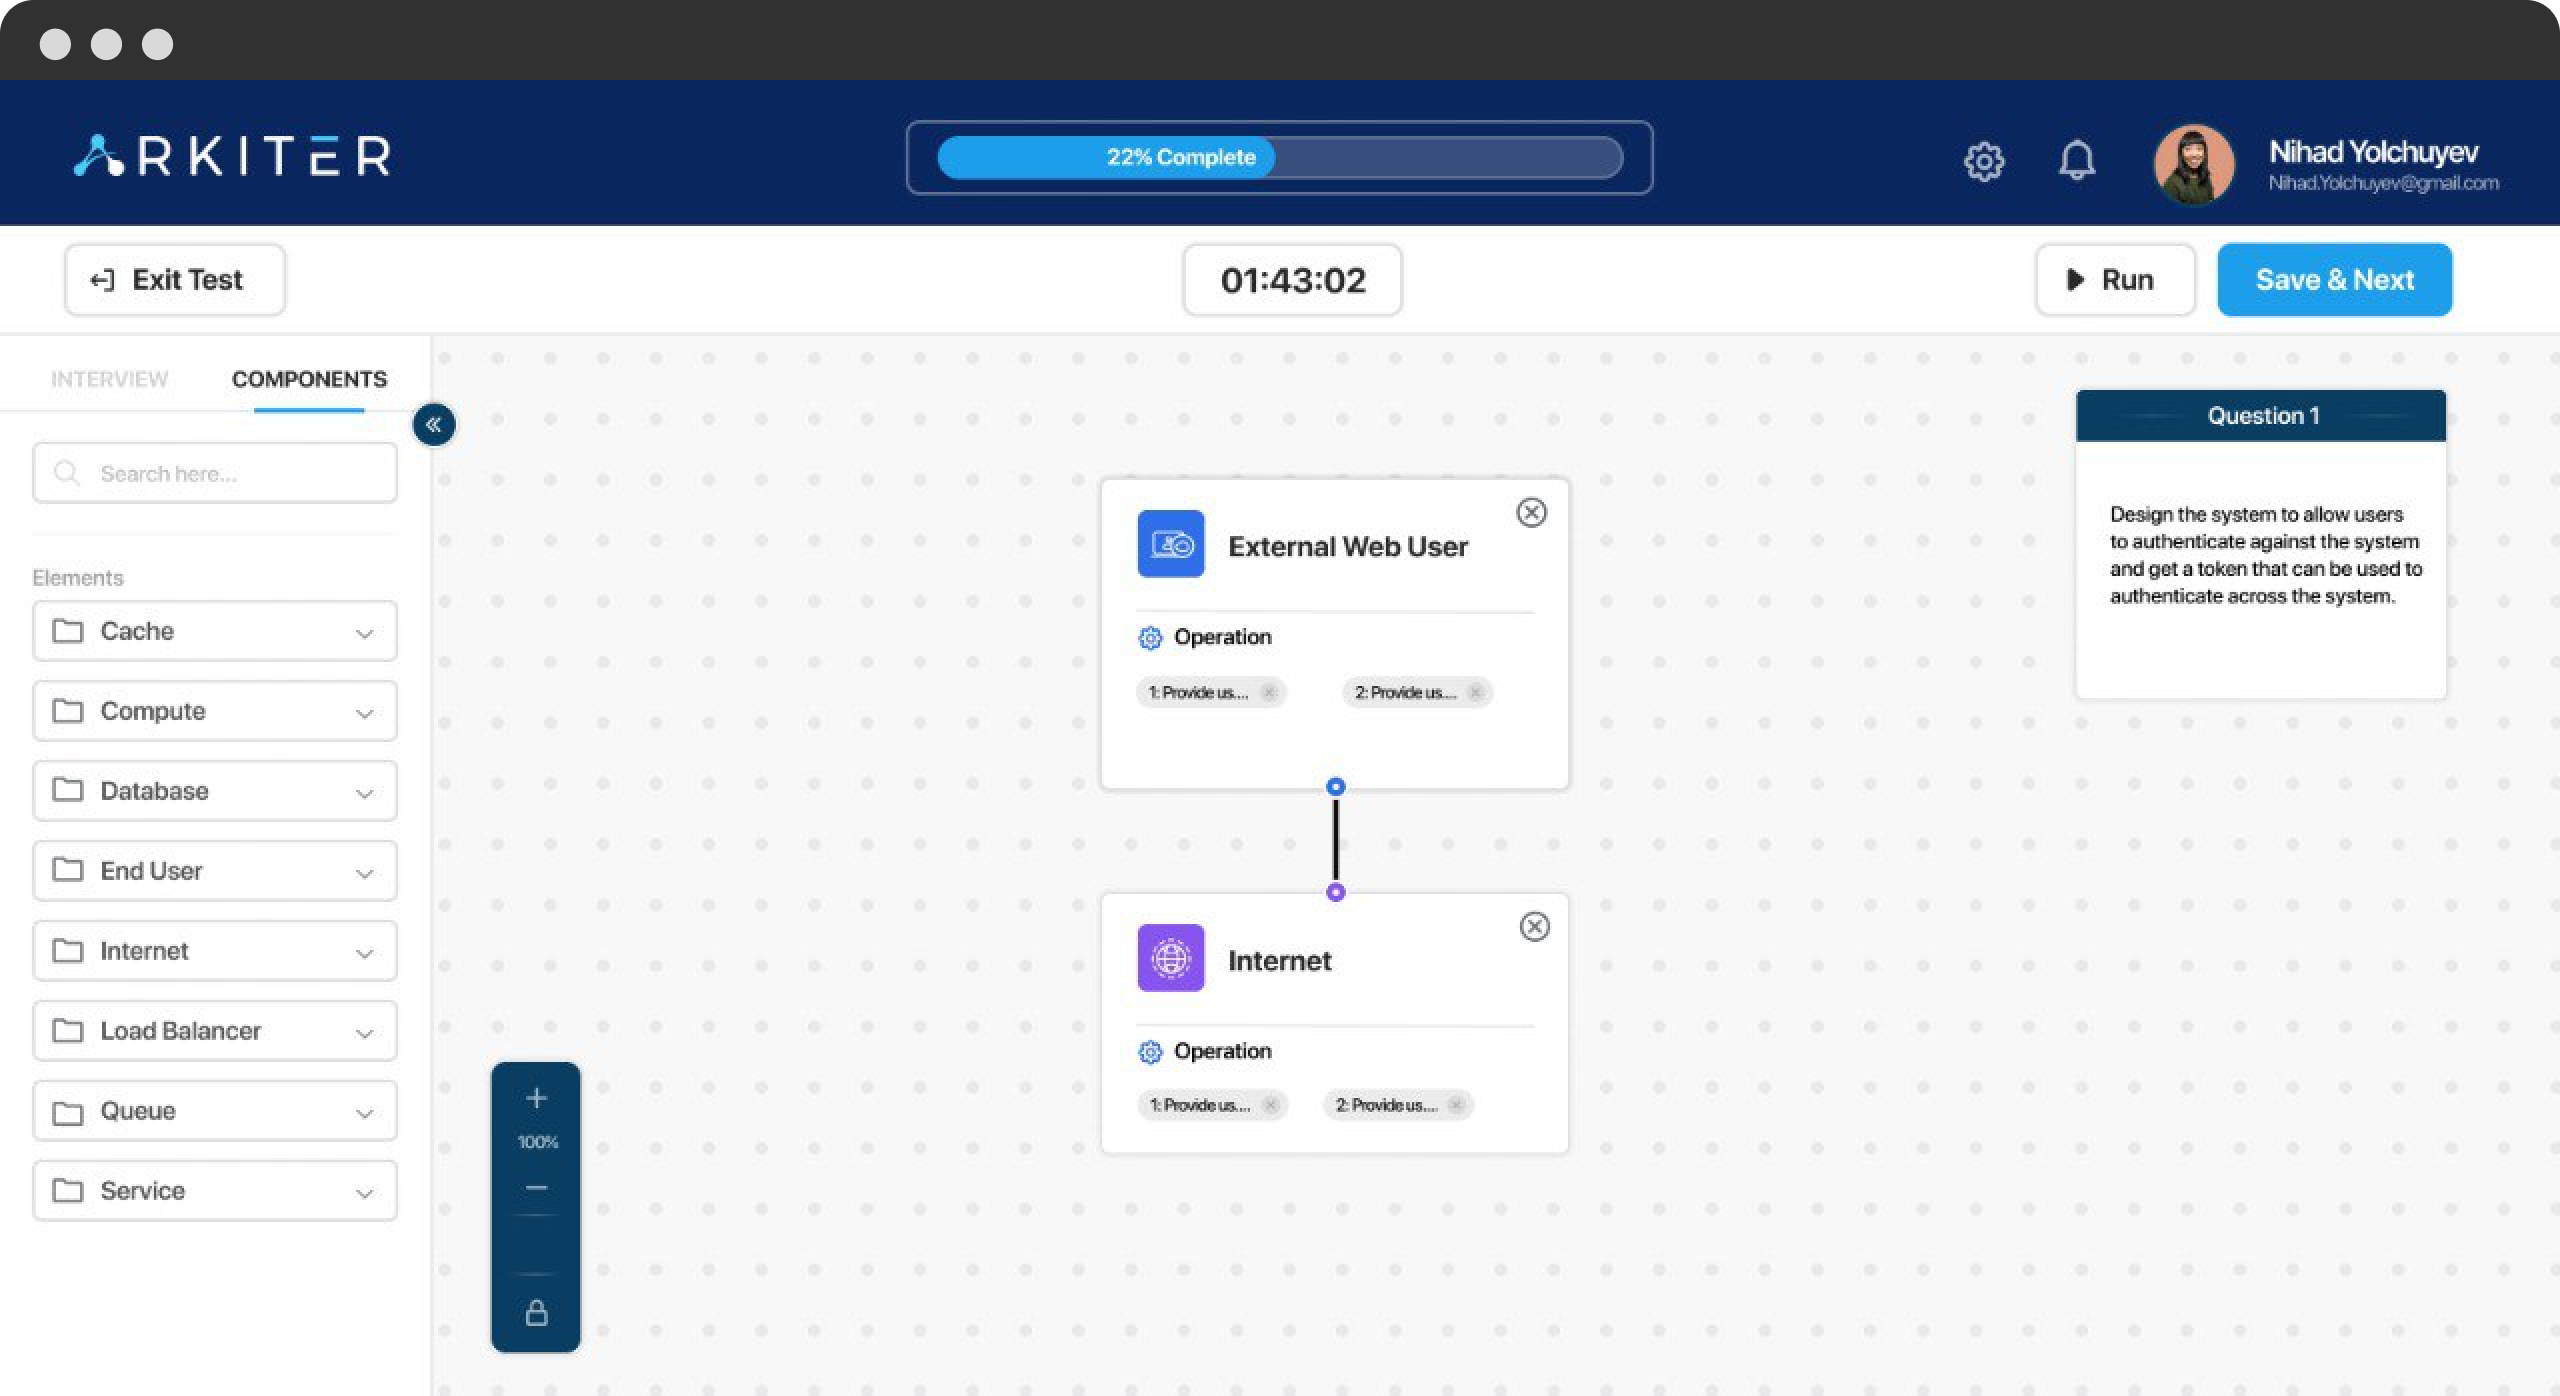 ARKITER
22% Complete
Nihad Yolchuyev
Nihad.Yolchuyev@gmail.com
Exit Test
01:43:02
Run
Save & Next
INTERVIEW
COMPONENTS
Search here...
Elements
Cache
Compute
Database
End User
Internet
Load Balancer
Queue
Service
100%
External Web User
Operation
1: Provide us....
2: Provide us....
Internet
Operation
1: Provide us....
2: Provide us....
Question 1
Design the system to allow users
to authenticate against the system
and get a token that can be used to
authenticate across the system.